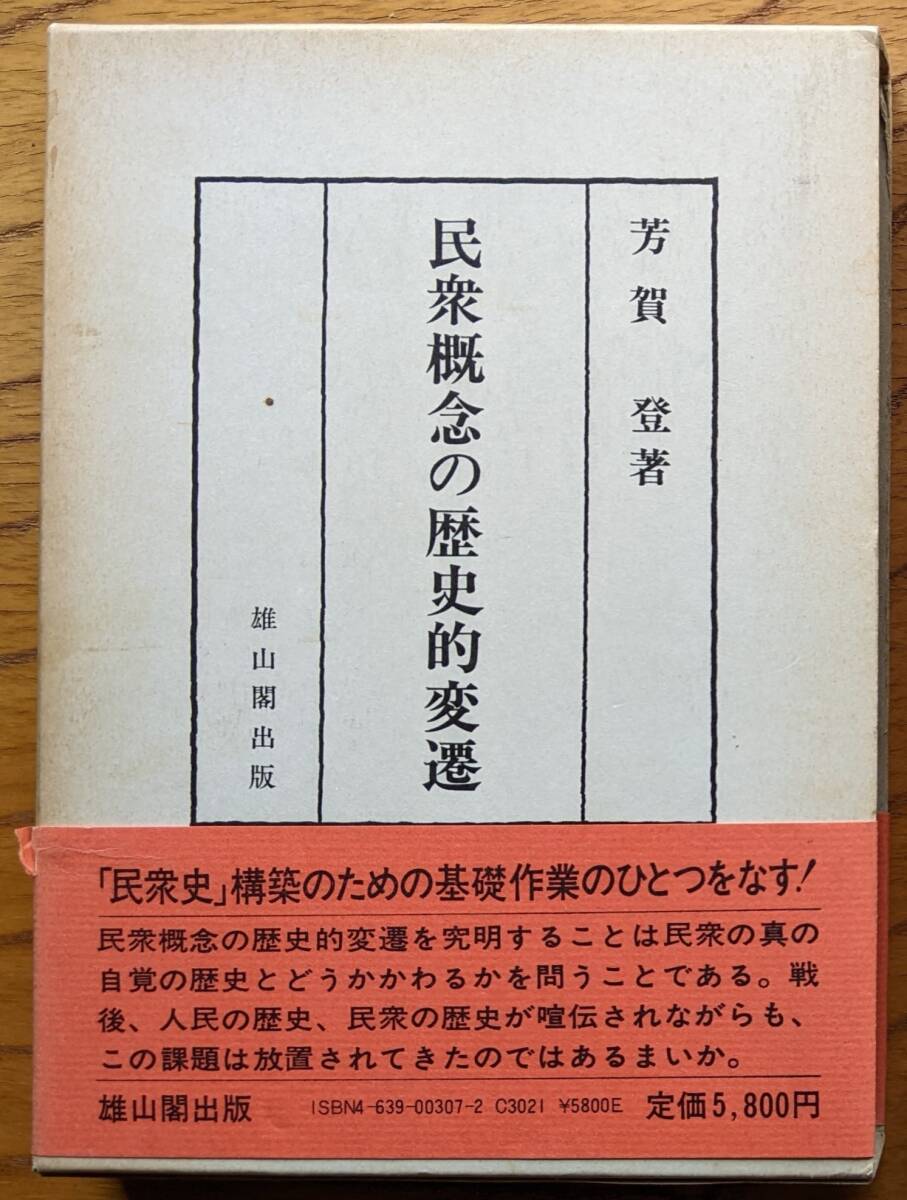 芳賀 登著
民衆概念の歴史的変遷
雄山閣出版
「民衆史」構築のための基礎作業のひとつをなす!
民衆概念の歴史的変遷を究明することは民衆の真の
自覚の歴史とどうかかわるかを問うことである。戦
後、人民の歴史、民衆の歴史が喧伝されながらも、
この課題は放置されてきたのではあるまいか。
雄山閣出版 ISBN4-639-00307-2 C3021 ¥5800E 定価5,800円